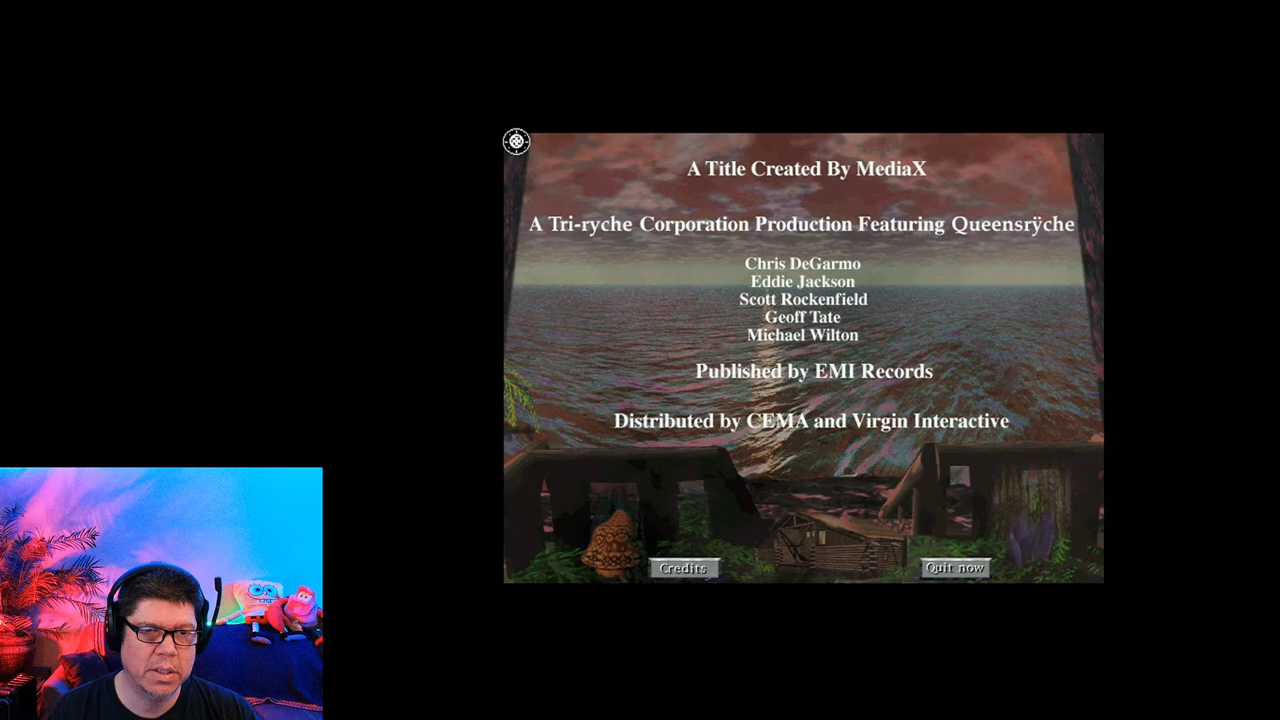 A Title Created By MediaX
A Tri-ryche Corporation Production Featuring Queensrÿche
Chris DeGarmo
Eddie Jackson
Scott Rockenfield
Geoff Tate
Michael Wilton
Published by EMI Records
Distributed by CEMA and Virgin Interactive
Credits
Quit now